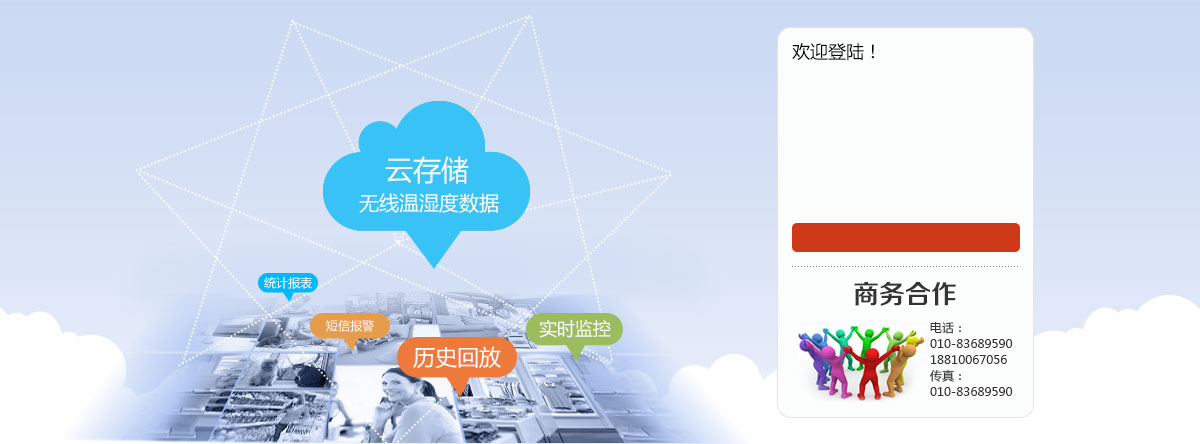 云存储
无线温湿度数据
统计报表
短信报警
历史回放
实时监控
欢迎登陆！
商务合作
电话：
010-83689590
18810067056
传真：
010-83689590